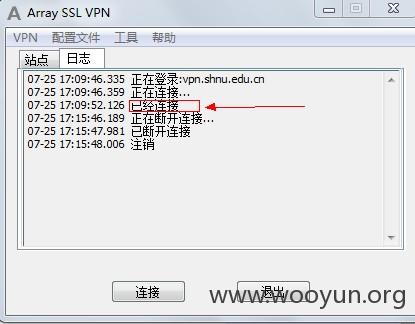 Array SSL VPN
VPN 配置文件 工具 帮助
站点 日志
07-25 17:09:46.335 正在登录:vpn.shnu.edu.cn
07-25 17:09:46.359 正在连接...
07-25 17:09:52.126 已经连接
07-25 17:15:46.189 正在断开连接...
07-25 17:15:47.981 已断开连接
07-25 17:15:48.006 注销
连接 退出
www.wooyun.org